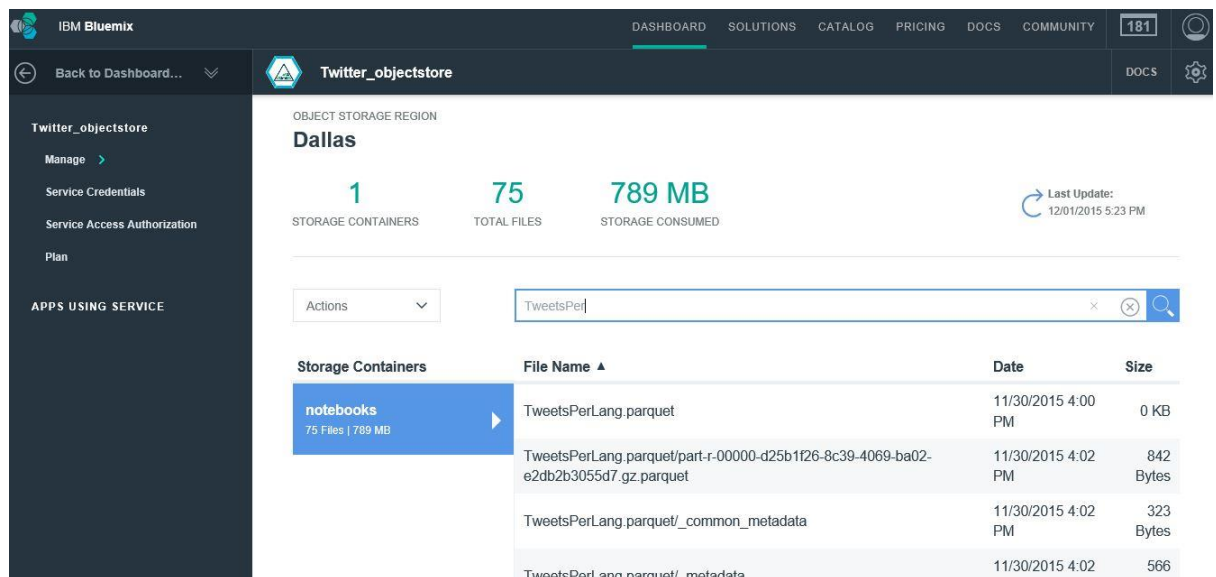 IBM Bluemix
DASHBOARD SOLUTIONS CATALOG PRICING DOCS COMMUNITY 181
Back to Dashboard...
Twitter_objectstore
DOCS
Twitter_objectstore
Manage >
Service Credentials
Service Access Authorization
Plan
APPS USING SERVICE
OBJECT STORAGE REGION
Dallas
1
STORAGE CONTAINERS
75
TOTAL FILES
789 MB
STORAGE CONSUMED
Last Update:
12/01/2015 5:23 PM
Actions
TweetsPer
Storage Containers
notebooks
75 Files | 789 MB
File Name ▲ Date Size
TweetsPerLang.parquet 11/30/2015 4:00 0 KB
PM
TweetsPerLang.parquet/part-r-00000-d25b1f26-8c39-4069-ba02- 11/30/2015 4:02 842
e2db2b3055d7.gz.parquet PM Bytes
TweetsPerLang.parquet/_common_metadata 11/30/2015 4:02 323
PM Bytes
TweetsPerLang.parquet/_metadata 11/30/2015 4:02 566